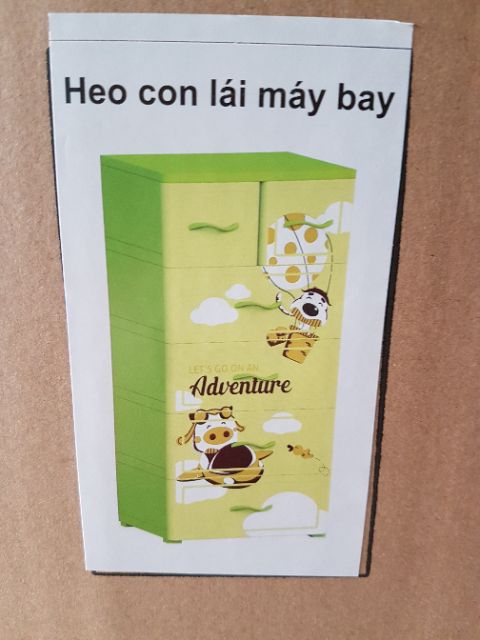 Heo con lái máy bay
LET'S GO ON AN
Adventure